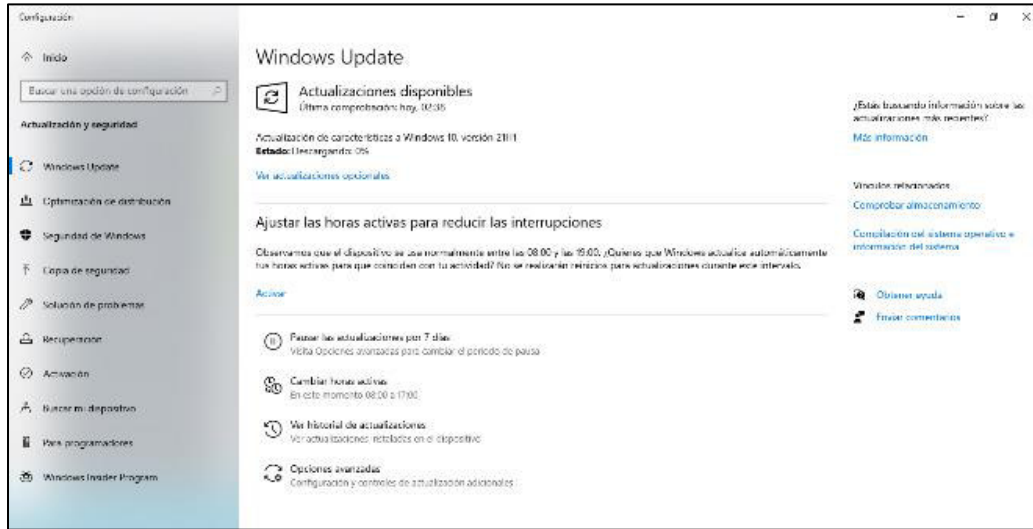 Configuración
Inicio
Buscar una opción de configuración
Actualización y seguridad
Windows Update
Optimización de distribución
Seguridad de Windows
Copia de seguridad
Solución de problemas
Recuperación
Activación
Buscar mi dispositivo
Para programadores
Windows Insider Program
Windows Update
Actualizaciones disponibles
Última comprobación: hoy, 02:38
Actualización de características a Windows 10, versión 21H1
Estado: Descargando: 0%
Ver actualizaciones opcionales
Ajustar las horas activas para reducir las interrupciones
Observamos que el dispositivo se usa normalmente entre las 08:00 y las 19:00. ¿Quieres que Windows actualice automáticamente
tus horas activas para que coincidan con tu actividad? No se realizarán reinicios para actualizaciones durante este intervalo.
Activar
Pausar las actualizaciones por 7 días
Visita Opciones avanzadas para cambiar el período de pausa
Cambiar horas activas
En este momento 08:00 a 17:00
Ver historial de actualizaciones
Ver actualizaciones instaladas en el dispositivo
Opciones avanzadas
Configuración y controles de actualización adicionales
¿Estás buscando información sobre las
actualizaciones más recientes?
Más información
Vínculos relacionados
Comprobar almacenamiento
Compilación del sistema operativo e
información del sistema
Obtener ayuda
Enviar comentarios